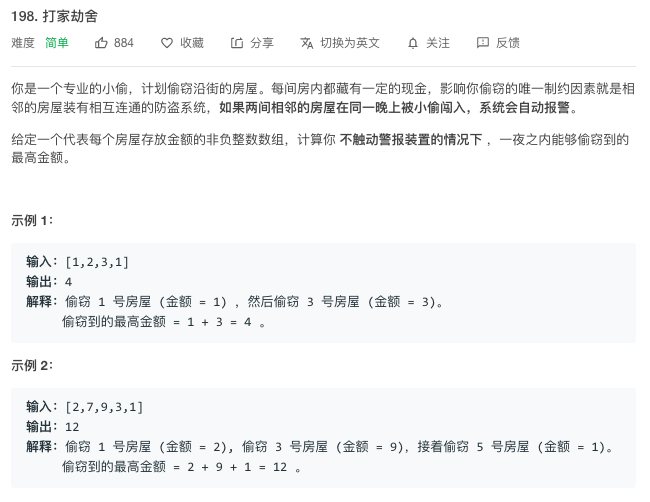 198. 打家劫舍
难度 简单 884 收藏 分享 切换为英文 关注 反馈
你是一个专业的小偷，计划偷窃沿街的房屋。每间房内都藏有一定的现金，影响你偷窃的唯一制约因素就是相
邻的房屋装有相互连通的防盗系统，如果两间相邻的房屋在同一晚上被小偷闯入，系统会自动报警。
给定一个代表每个房屋存放金额的非负整数数组，计算你 不触动警报装置的情况下 ，一夜之内能够偷窃到的
最高金额。
示例 1：
输入：[1,2,3,1]
输出：4
解释：偷窃 1 号房屋 (金额 = 1) ，然后偷窃 3 号房屋 (金额 = 3)。
偷窃到的最高金额 = 1 + 3 = 4 。
示例 2：
输入：[2,7,9,3,1]
输出：12
解释：偷窃 1 号房屋 (金额 = 2), 偷窃 3 号房屋 (金额 = 9)，接着偷窃 5 号房屋 (金额 = 1)。
偷窃到的最高金额 = 2 + 9 + 1 = 12 。